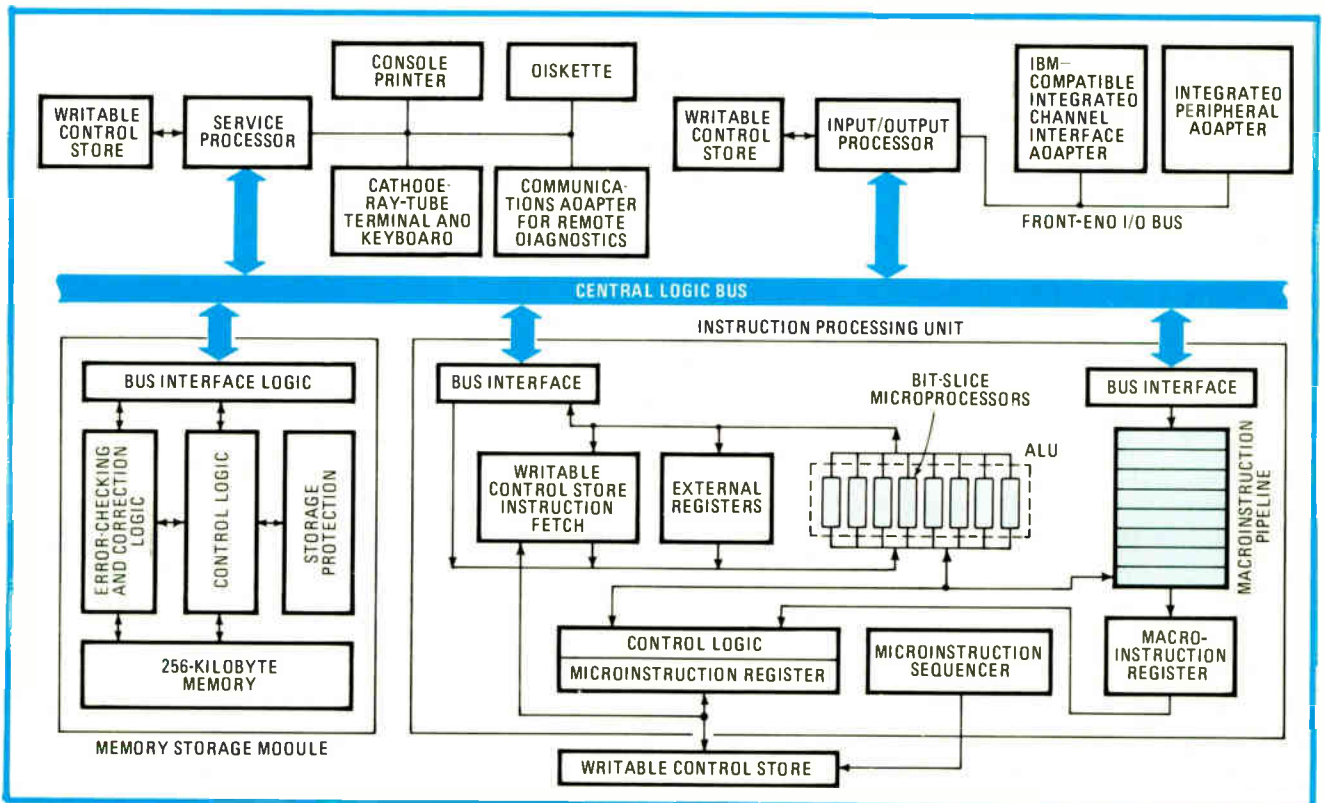 CONSOLE
PRINTER
OISKETTE
WRITABLE
CONTROL
STORE
SERVICE
PROCESSOR
CATHOOE-
RAY-TUBE
TERMINAL AND
KEYBOARO
COMMUNICA-
TIONS AOAPTER
FOR REMOTE
OIAGNOSTICS
WRITABLE
CONTROL
STORE
INPUT/OUTPUT
PROCESSOR
IBM–
COMPATIBLE
INTEGRATED
CHANNEL
INTERFACE
AOAPTER
INTEGRATEO
PERIPHERAL
AOAPTER
FRONT-ENO I/O BUS
CENTRAL LOGIC BUS
BUS INTERFACE LOGIC
ERROR-CHECKING
AND CORRECTION
LOGIC
CONTROL LOGIC
STORAGE
PROTECTION
256-KILOBYTE
MEMORY
MEMORY STORAGE MODULE
INSTRUCTION PROCESSING UNIT
BUS INTERFACE
BIT-SLICE
MICROPROCESSORS
ALU
WRITABLE
CONTROL STORE
INSTRUCTION
FETCH
EXTERNAL
REGISTERS
BUS INTERFACE
MACROINSTRUCTION
PIPELINE
CONTROL LOGIC
MICROINSTRUCTION REGISTER
MICROINSTRUCTION
SEQUENCER
MACRO-
INSTRUCTION
REGISTER
WRITABLE CONTROL STORE